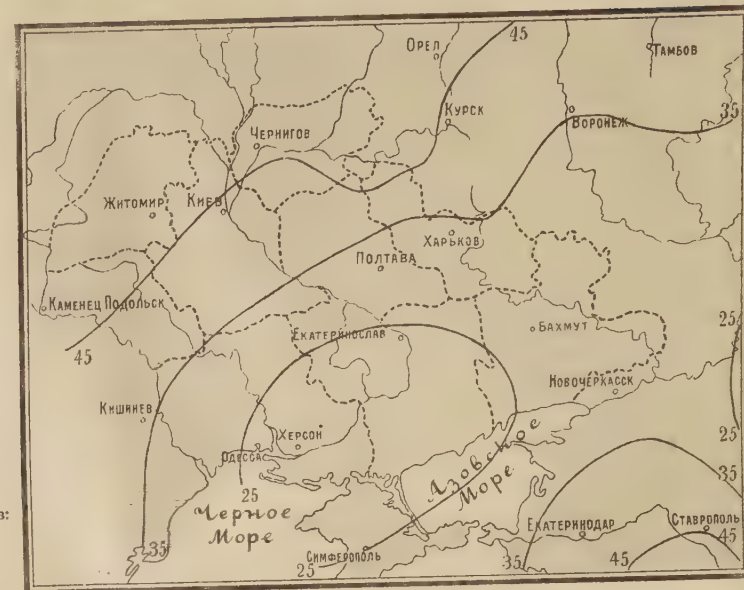 45
Орел
Тамбов
Курск
Воронеж
35
Чернигов
Житомир
Киев
Харьков
Полтава
Каменец Подольск
45
Екатеринослав
Бахмут
25
Новочеркасск
Кишинев
Херсон
Одесса
25
Азовское
Море
35
25
Черное
Море
Екатеринодар
Ставрополь
з:
35
Симферополь
25
35
45
45